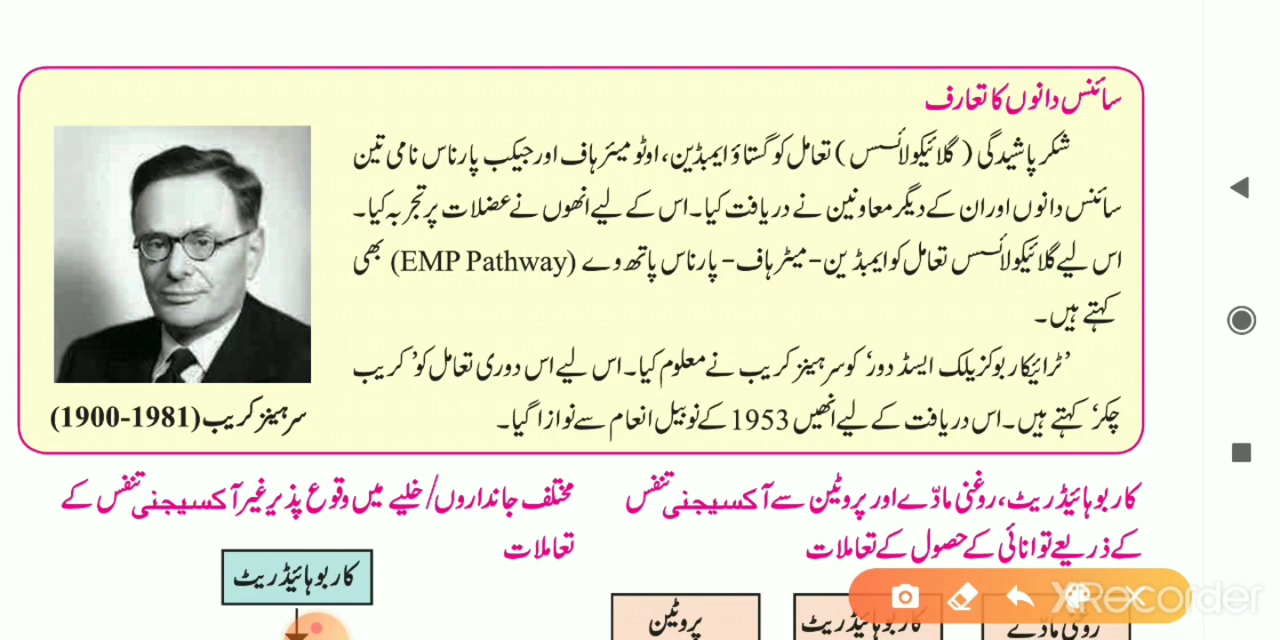 سائنس دانوں کا تعارف
شکر پاشیدگی (گلائیکولائسس) تعامل کو گستاؤ ایمبڈین، اوٹو میئرہاف اور جیکب پارناس نامی تین
سائنس دانوں اور ان کے دیگر معاونین نے دریافت کیا۔ اس کے لیے انھوں نے عضلات پر تجربہ کیا۔
اس لیے گلائیکولائسس تعامل کو ایمبڈین - میئرہاف - پارناس پاتھ وے (EMP Pathway) بھی
کہتے ہیں۔
'ٹرائیکاربوکزیلک ایسڈ دور' کو سر ہینز کریب نے معلوم کیا۔ اس لیے اس دوری تعامل کو 'کریب
چکر' کہتے ہیں۔ اس دریافت کے لیے انھیں 1953 کے نوبیل انعام سے نوازا گیا۔
سر ہینز کریب (1900-1981)
کاربوہائیڈریٹ، روغنی مادّے اور پروٹین سے آکسیجنی تنفس
کے ذریعے توانائی کے حصول کے تعاملات
مختلف جانداروں/خلیے میں وقوع پذیر غیر آکسیجنی تنفس کے
تعاملات
روغنی مادّے
کاربوہائیڈریٹ
پروٹین
کاربوہائیڈریٹ
XRecorder